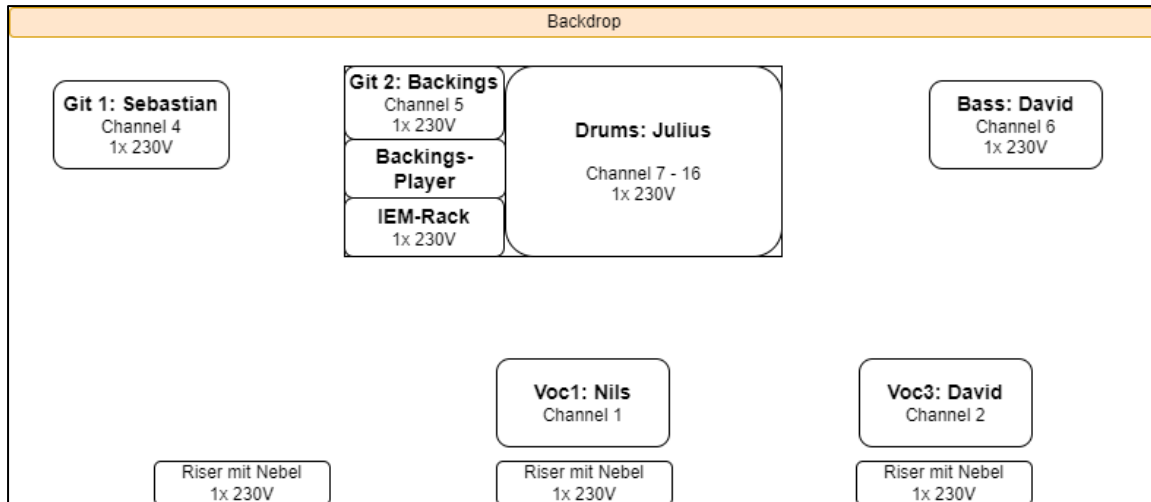 Backdrop
Git 1: Sebastian
Channel 4
1x 230V
Git 2: Backings
Channel 5
1x 230V
Backings-
Player
IEM-Rack
1x 230V
Drums: Julius
Channel 7 - 16
1x 230V
Bass: David
Channel 6
1x 230V
Voc1: Nils
Channel 1
Voc3: David
Channel 2
Riser mit Nebel
1x 230V
Riser mit Nebel
1x 230V
Riser mit Nebel
1x 230V